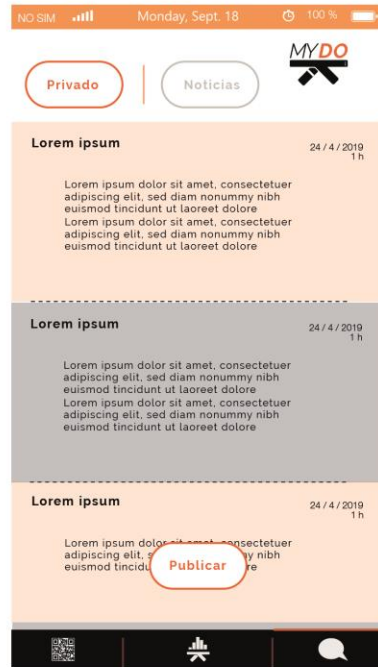 NO SIM Monday, Sept. 18 100 %
Privado Noticias MYDO
Lorem ipsum 24 / 4 / 2019
1 h
Lorem ipsum dolor sit amet, consectetuer
adipiscing elit, sed diam nonummy nibh
euismod tincidunt ut laoreet dolore
Lorem ipsum dolor sit amet, consectetuer
adipiscing elit, sed diam nonummy nibh
euismod tincidunt ut laoreet dolore
Lorem ipsum 24 / 4 / 2019
1 h
Lorem ipsum dolor sit amet, consectetuer
adipiscing elit, sed diam nonummy nibh
euismod tincidunt ut laoreet dolore
Lorem ipsum dolor sit amet, consectetuer
adipiscing elit, sed diam nonummy nibh
euismod tincidunt ut laoreet dolore
Lorem ipsum 24 / 4 / 2019
1 h
Lorem ipsum dolor sit amet, consectetuer
adipiscing elit, nibh
euismod
Publicar